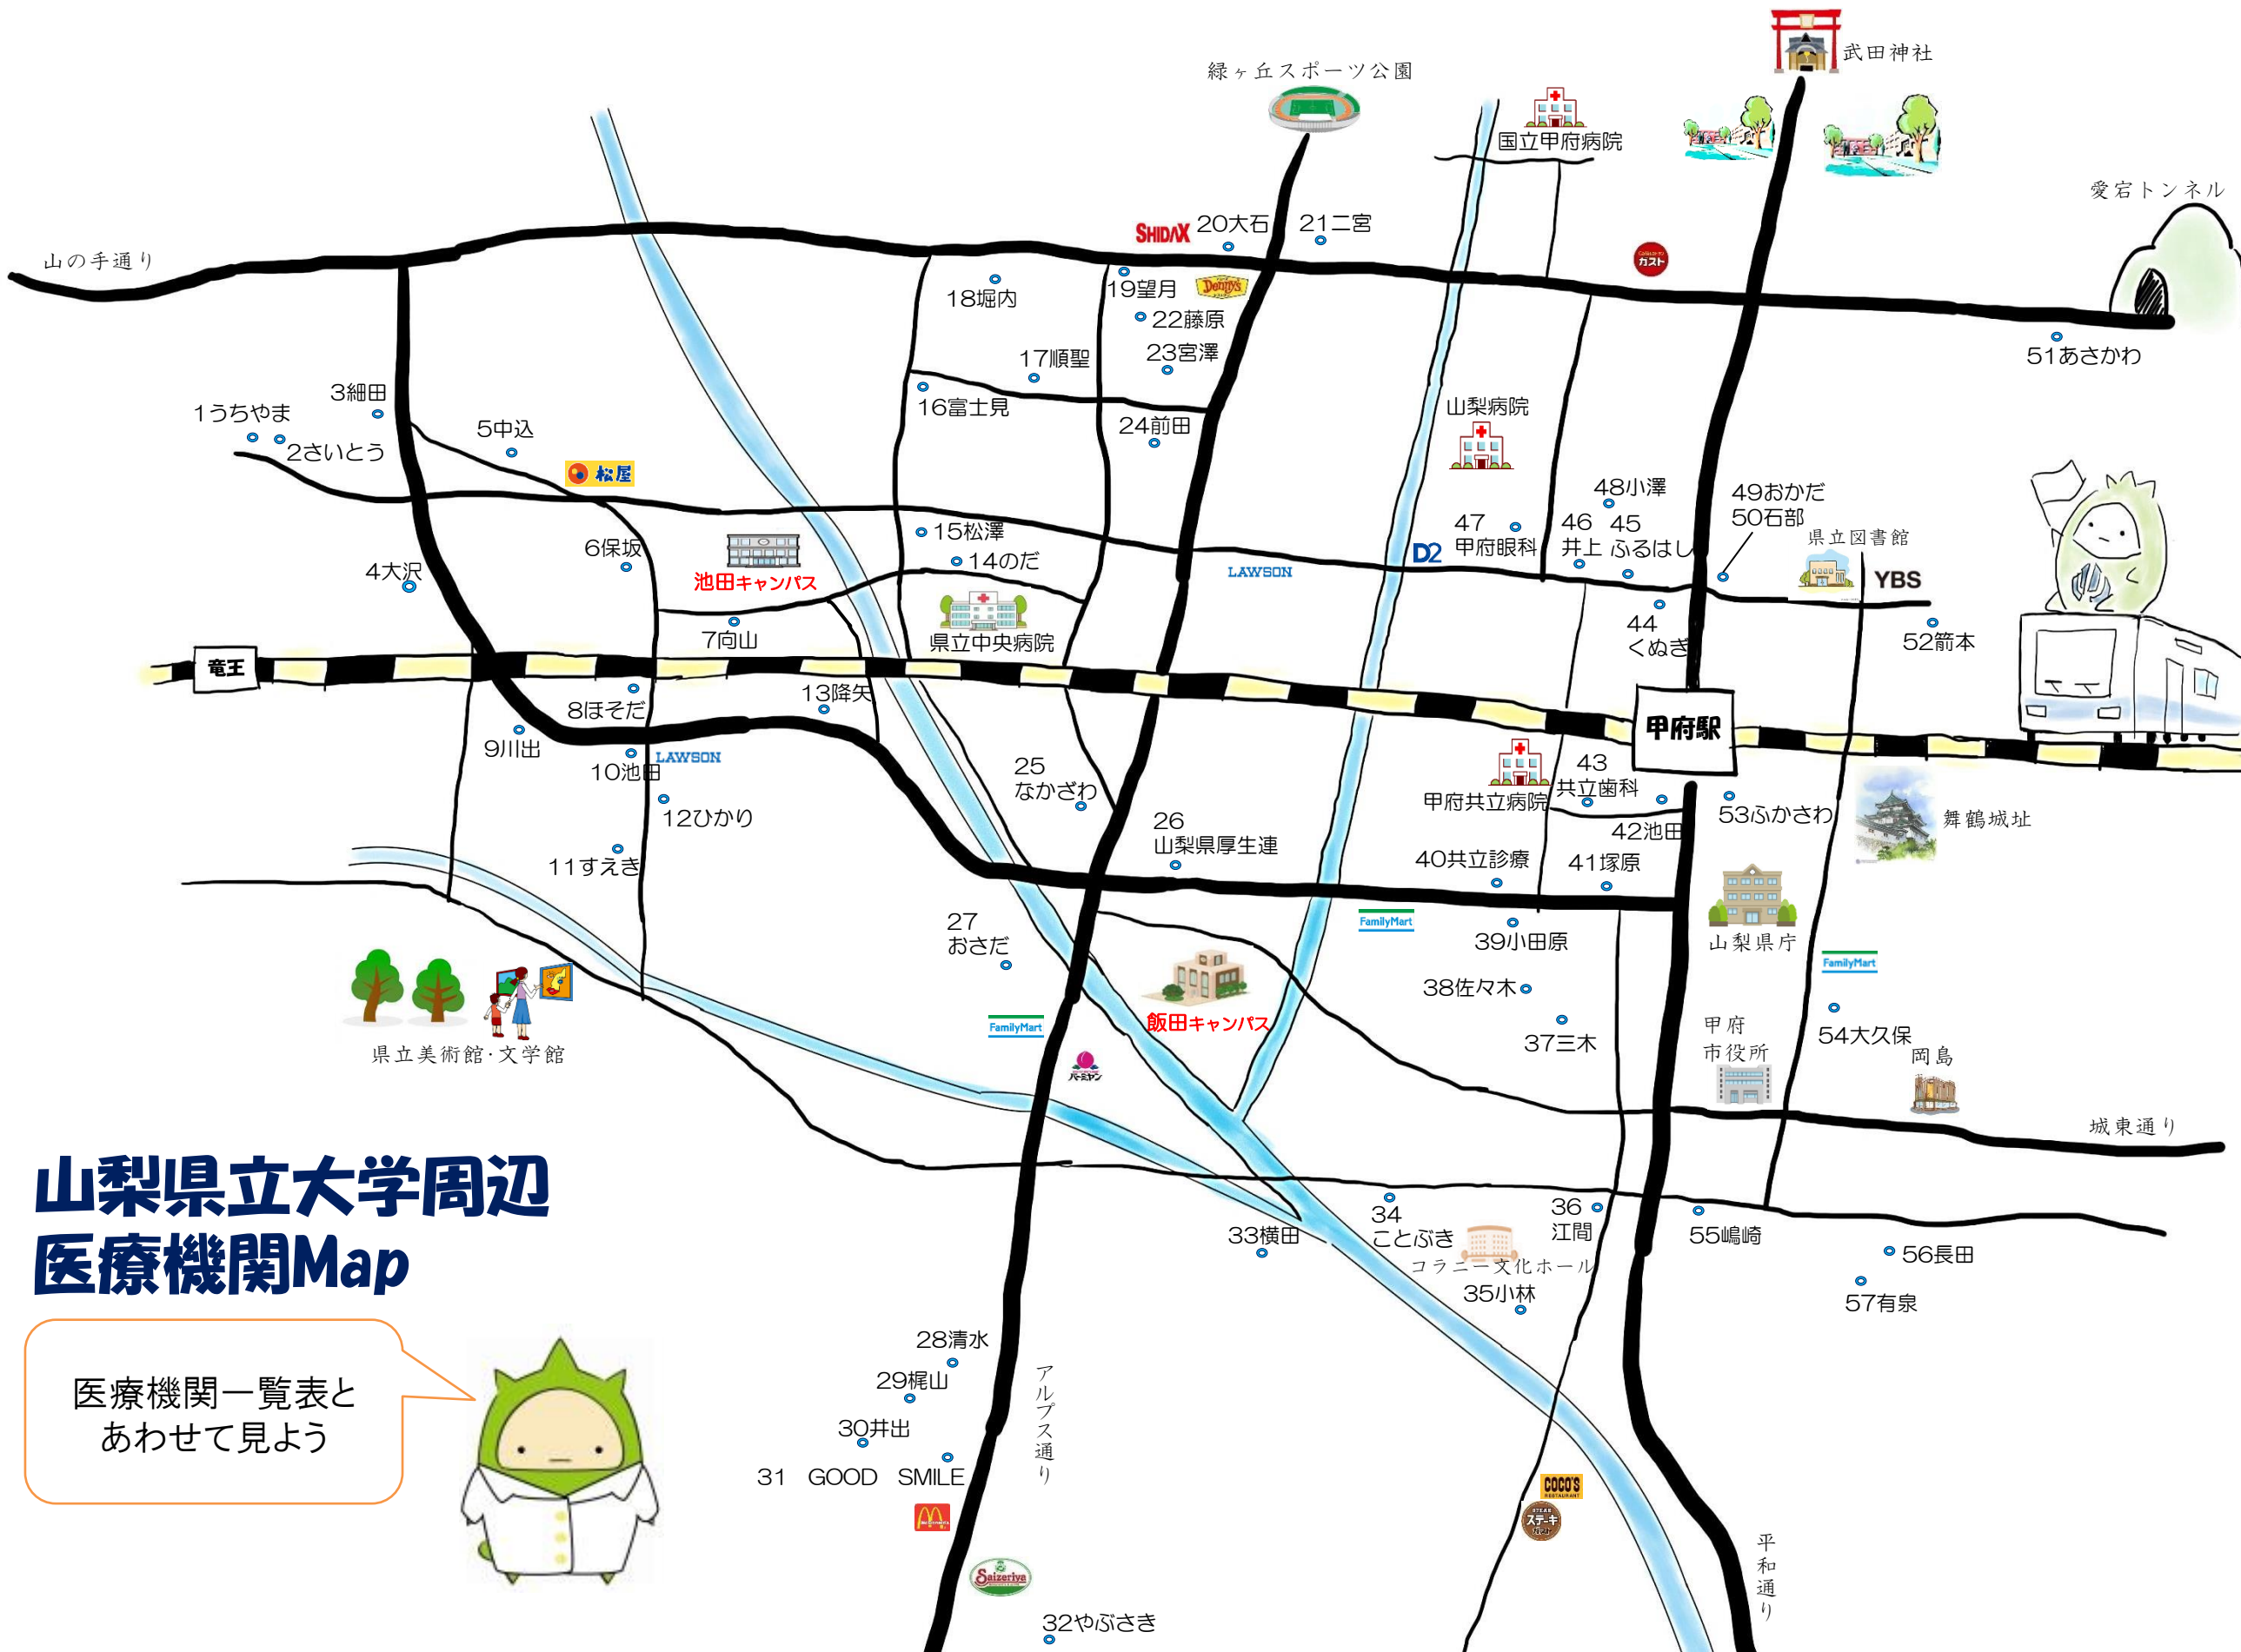 武田神社
緑ヶ丘スポーツ公園
国立甲府病院
愛宕トンネル
山の手通り
SHIDAX
20大石
21二宮
ガスト
18堀内
19望月
Denny's
22藤原
23宮澤
17順聖
51あさかわ
3細田
1うちやま
2さいとう
5中込
松屋
16富士見
24前田
山梨病院
48小澤
49おかだ
50石部
県立図書館
YBS
47
甲府眼科
46
井上
45
ふるはし
D2
LAWSON
15松澤
14のだ
6保坂
4大沢
池田キャンパス
7向山
県立中央病院
44
くぬぎ
52箭本
竜王
甲府駅
8ほそだ
13降矢
9川出
10池田
LAWSON
12ひかり
11すえき
25
なかざわ
26
山梨県厚生連
甲府共立病院
43
共立歯科
42池田
53ふかさわ
舞鶴城址
40共立診療
41塚原
27
おさだ
FamilyMart
39小田原
山梨県庁
FamilyMart
38佐々木
37三木
飯田キャンパス
FamilyMart
バーミヤン
甲府
市役所
54大久保
岡島
県立美術館・文学館
城東通り
山梨県立大学周辺
医療機関Map
33横田
34
ことぶき
36
江間
コラニー文化ホール
35小林
55嶋崎
56長田
57有泉
医療機関一覧表と
あわせて見よう
28清水
29梶山
30井出
31 GOOD SMILE
アルプス通り
COCO'S
RESTAURANT
ステーキ
Saizeriya
32やぶさき
平和通り